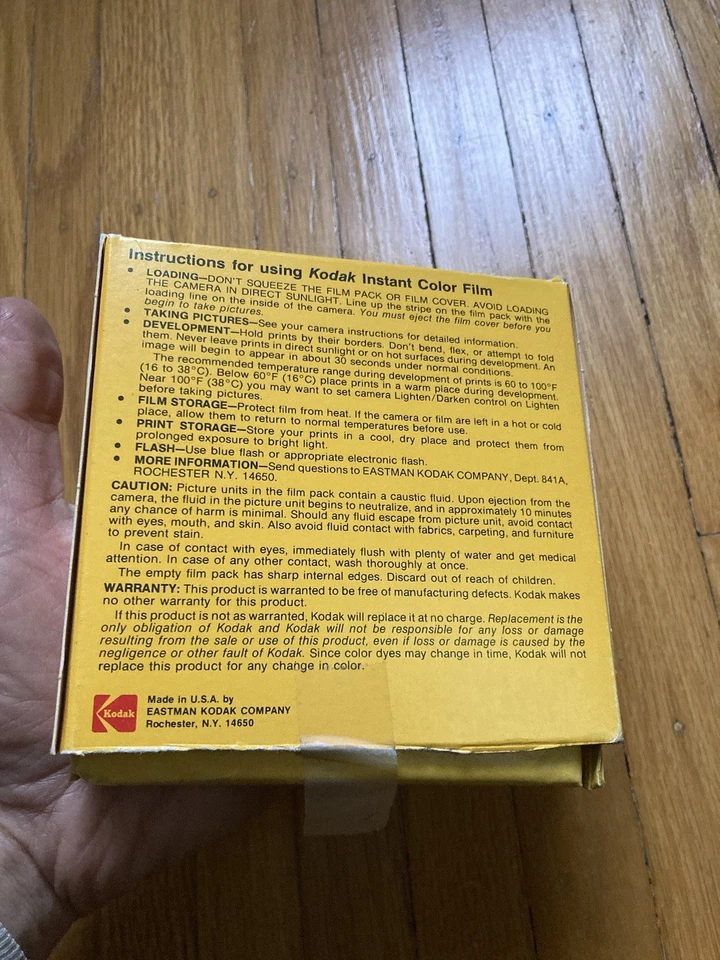 Instructions for using Kodak Instant Color Film
• LOADING—DON'T SQUEEZE THE FILM PACK OR FILM COVER. AVOID LOADING
THE CAMERA IN DIRECT SUNLIGHT. Line up the stripe on the film pack with the
loading line on the inside of the camera. You must eject the film cover before you
begin to take pictures.
• TAKING PICTURES—See your camera instructions for detailed information.
• DEVELOPMENT—Hold prints by their borders. Don't bend, flex, or attempt to fold
them. Never leave prints in direct sunlight or on hot surfaces during development. An
image will begin to appear in about 30 seconds under normal conditions.
The recommended temperature range during development of prints is 60 to 100°F
(16 to 38°C). Below 60°F (16°C) place prints in a warm place during development.
Near 100°F (38°C) you may want to set camera Lighten/Darken control on Lighten
before taking pictures.
• FILM STORAGE—Protect film from heat. If the camera or film are left in a hot or cold
place, allow them to return to normal temperatures before use.
• PRINT STORAGE—Store your prints in a cool, dry place and protect them from
prolonged exposure to bright light.
• FLASH—Use blue flash or appropriate electronic flash.
• MORE INFORMATION—Send questions to EASTMAN KODAK COMPANY, Dept. 841A,
ROCHESTER N.Y. 14650.
CAUTION: Picture units in the film pack contain a caustic fluid. Upon ejection from the
camera, the fluid in the picture unit begins to neutralize, and in approximately 10 minutes
any chance of harm is minimal. Should any fluid escape from picture unit, avoid contact
with eyes, mouth, and skin. Also avoid fluid contact with fabrics, carpeting, and furniture
to prevent stain.
In case of contact with eyes, immediately flush with plenty of water and get medical
attention. In case of any other contact, wash thoroughly at once.
The empty film pack has sharp internal edges. Discard out of reach of children.
WARRANTY: This product is warranted to be free of manufacturing defects. Kodak makes
no other warranty for this product.
If this product is not as warranted, Kodak will replace it at no charge. Replacement is the
only obligation of Kodak and Kodak will not be responsible for any loss or damage
resulting from the sale or use of this product, even if loss or damage is caused by the
negligence or other fault of Kodak. Since color dyes may change in time, Kodak will not
replace this product for any change in color.
Kodak
Made in U.S.A. by
EASTMAN KODAK COMPANY
Rochester, N.Y. 14650